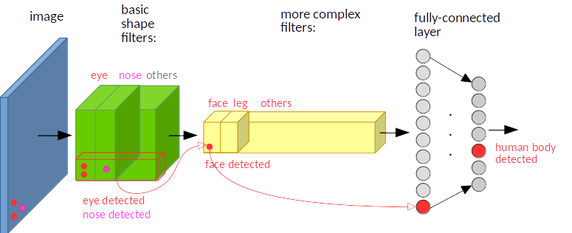 image
basic
shape
filters:
more complex
filters:
fully-connected
layer
eye nose others
face leg others
face detected
human body
detected
eye detected
nose detected